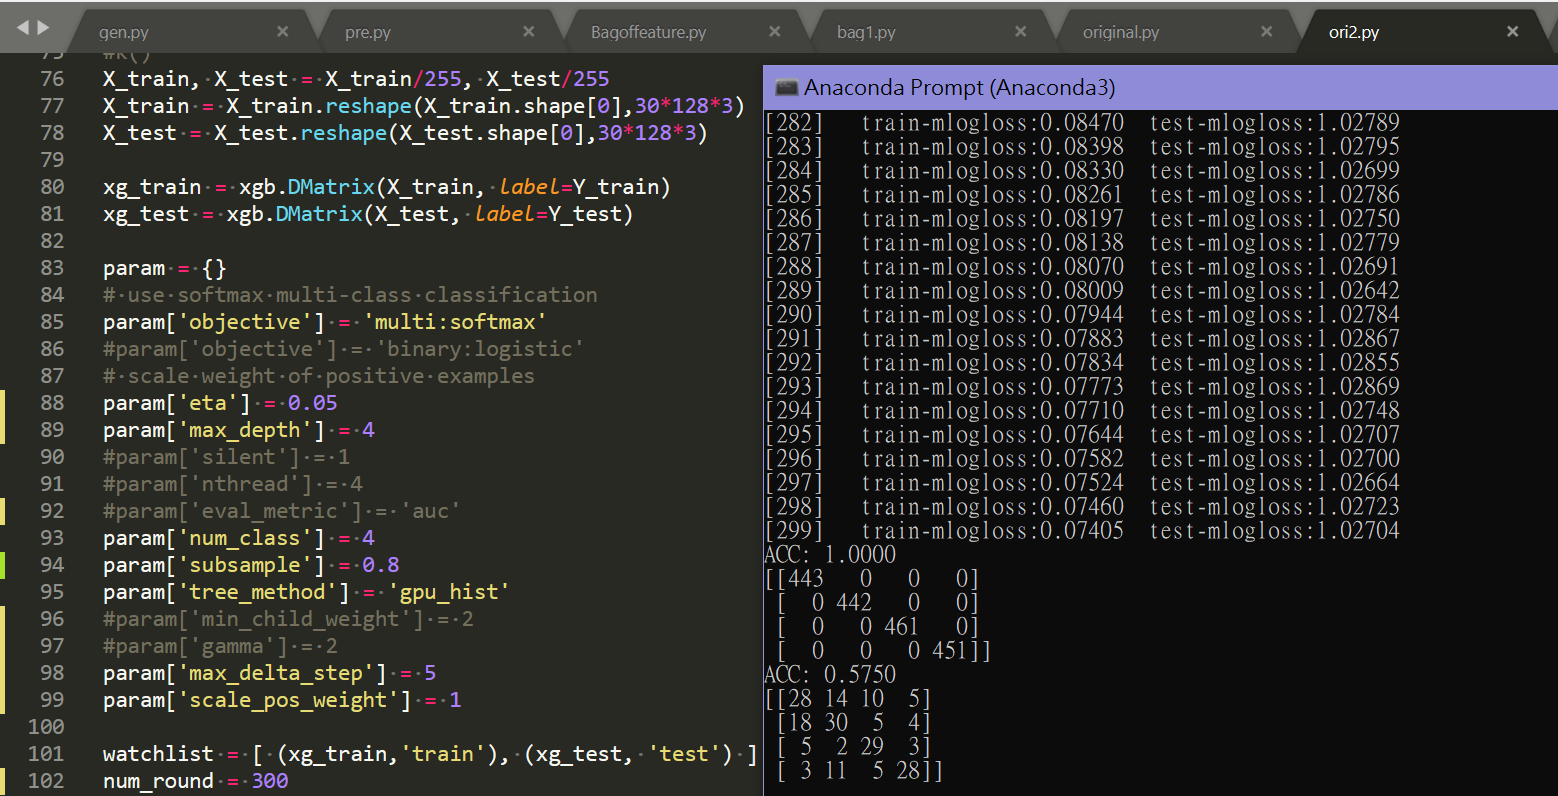 gen.py × pre.py × Bagoffeature.py × bag1.py × original.py × ori2.py ×
75 #K()
76 X_train, X_test = X_train/255, X_test/255
77 X_train = X_train.reshape(X_train.shape[0],30*128*3)
78 X_test = X_test.reshape(X_test.shape[0],30*128*3)
79
80 xg_train = xgb.DMatrix(X_train, label=Y_train)
81 xg_test = xgb.DMatrix(X_test, label=Y_test)
82
83 param = {}
84 # use softmax multi-class classification
85 param['objective'] = 'multi:softmax'
86 #param['objective'] = 'binary:logistic'
87 # scale weight of positive examples
88 param['eta'] = 0.05
89 param['max_depth'] = 4
90 #param['silent'] = 1
91 #param['nthread'] = 4
92 #param['eval_metric'] = 'auc'
93 param['num_class'] = 4
94 param['subsample'] = 0.8
95 param['tree_method'] = 'gpu_hist'
96 #param['min_child_weight'] = 2
97 #param['gamma'] = 2
98 param['max_delta_step'] = 5
99 param['scale_pos_weight'] = 1
100
101 watchlist = [ (xg_train,'train'), (xg_test, 'test') ]
102 num_round = 300
Anaconda Prompt (Anaconda3)
[282] train-mlogloss:0.08470 test-mlogloss:1.02789
[283] train-mlogloss:0.08398 test-mlogloss:1.02795
[284] train-mlogloss:0.08330 test-mlogloss:1.02699
[285] train-mlogloss:0.08261 test-mlogloss:1.02786
[286] train-mlogloss:0.08197 test-mlogloss:1.02750
[287] train-mlogloss:0.08138 test-mlogloss:1.02779
[288] train-mlogloss:0.08070 test-mlogloss:1.02691
[289] train-mlogloss:0.08009 test-mlogloss:1.02642
[290] train-mlogloss:0.07944 test-mlogloss:1.02784
[291] train-mlogloss:0.07883 test-mlogloss:1.02867
[292] train-mlogloss:0.07834 test-mlogloss:1.02855
[293] train-mlogloss:0.07773 test-mlogloss:1.02869
[294] train-mlogloss:0.07710 test-mlogloss:1.02748
[295] train-mlogloss:0.07644 test-mlogloss:1.02707
[296] train-mlogloss:0.07582 test-mlogloss:1.02700
[297] train-mlogloss:0.07524 test-mlogloss:1.02664
[298] train-mlogloss:0.07460 test-mlogloss:1.02723
[299] train-mlogloss:0.07405 test-mlogloss:1.02704
ACC: 1.0000
[[443 0 0 0]
[ 0 442 0 0]
[ 0 0 461 0]
[ 0 0 0 451]]
ACC: 0.5750
[[28 14 10 5]
[18 30 5 4]
[ 5 2 29 3]
[ 3 11 5 28]]